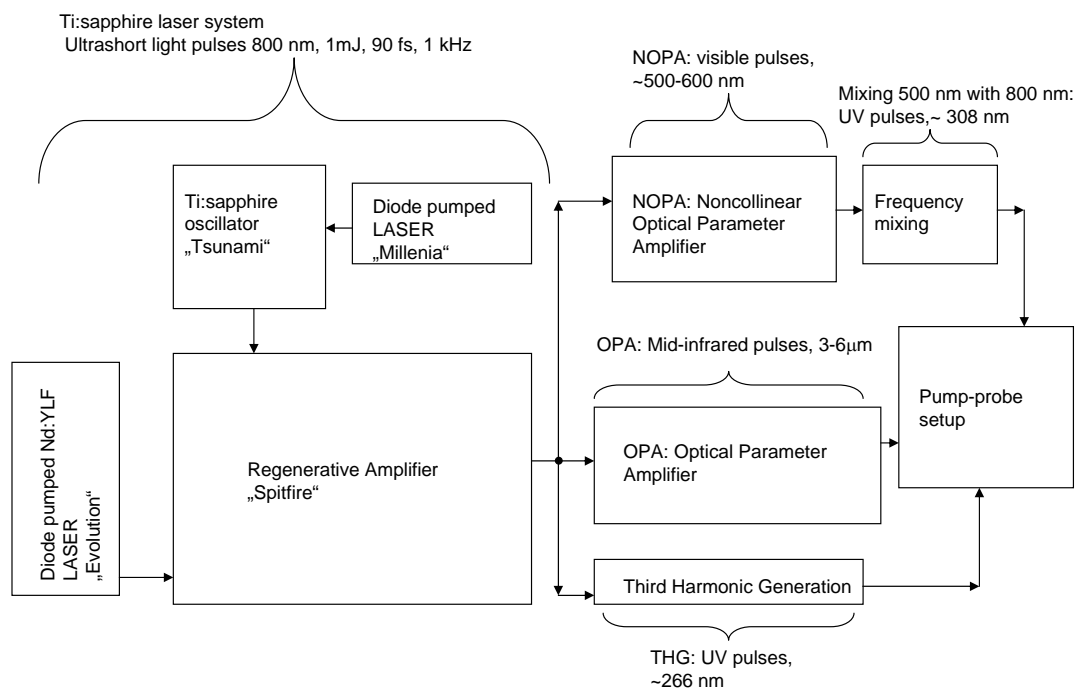 Ti:sapphire laser system
Ultrashort light pulses 800 nm, 1mJ, 90 fs, 1 kHz
NOPA: visible pulses,
~500-600 nm
Mixing 500 nm with 800 nm:
UV pulses,~ 308 nm
Ti:sapphire
oscillator
„Tsunami“
Diode pumped
LASER
„Millenia“
NOPA: Noncollinear
Optical Parameter
Amplifier
Frequency
mixing
OPA: Mid-infrared pulses, 3-6μm
Diode pumped Nd:YLF
LASER
„Evolution“
Regenerative Amplifier
„Spitfire“
OPA: Optical Parameter
Amplifier
Pump-probe
setup
Third Harmonic Generation
THG: UV pulses,
~266 nm